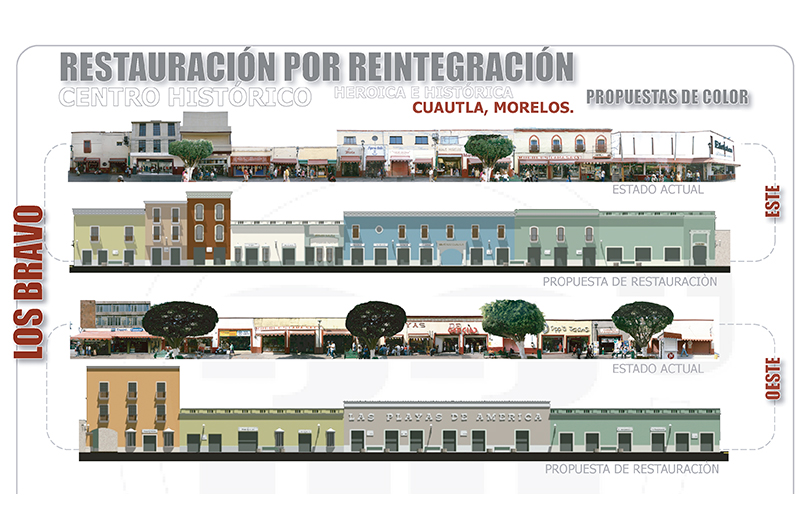 RESTAURACIÓN POR REINTEGRACIÓN
CENTRO HISTÓRICO
HEROICA E HISTÓRICA
CUAUTLA, MORELOS.
PROPUESTAS DE COLOR
LOS BRAVO
ESTADO ACTUAL
ESTE
PROPUESTA DE RESTAURACIÒN
ESTADO ACTUAL
OESTE
LAS PLAYAS DE AMERICA
PROPUESTA DE RESTAURACIÓN